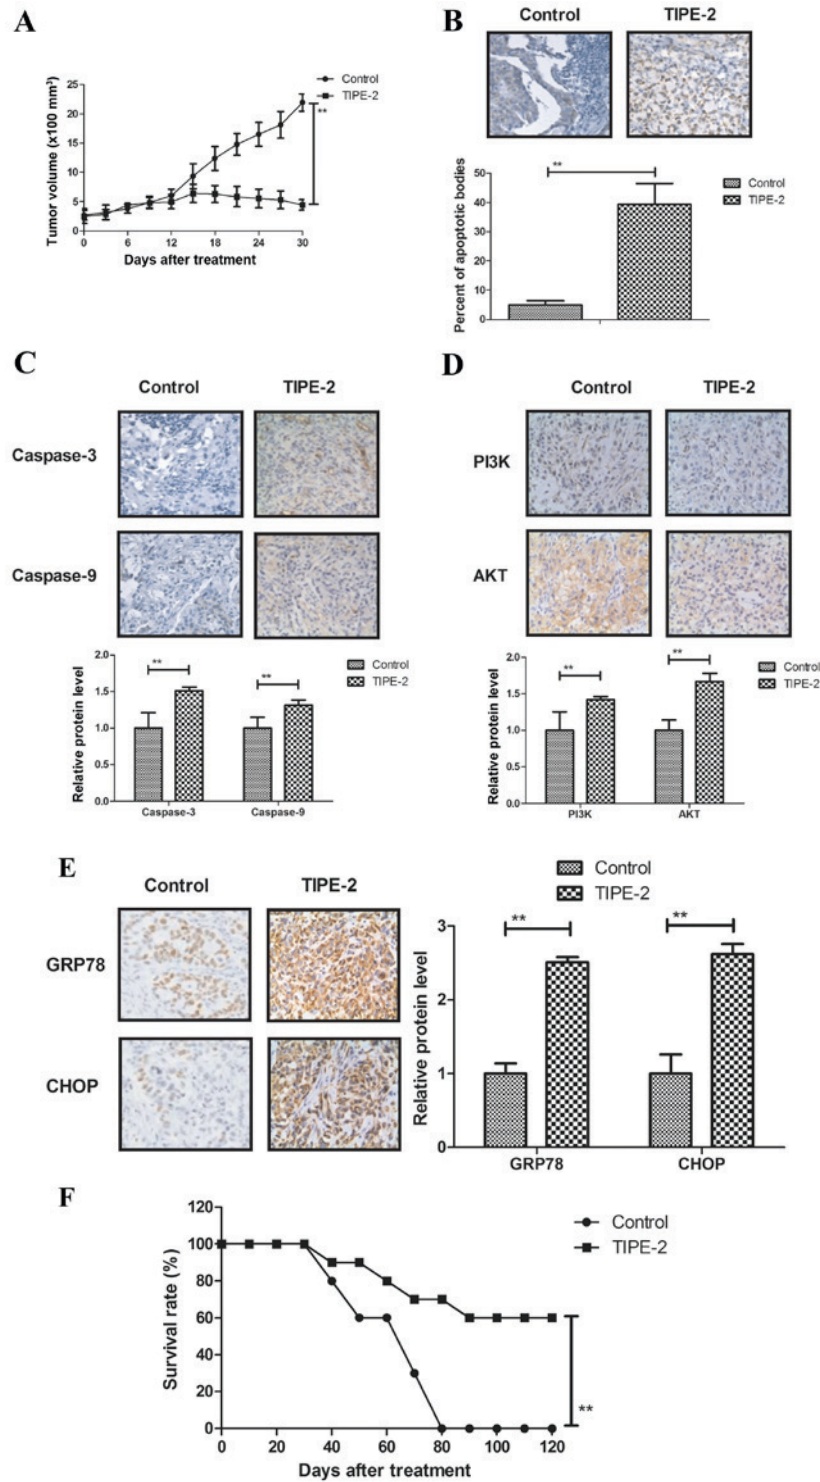 A
Control
TIPE-2
Tumor volume (x100 mm³)
25
20
15
10
5
0
**
0 6 12 18 24 30
Days after treatment
B
Control TIPE-2
Percent of apoptotic bodies
50
40
30
20
10
0
**
Control
TIPE-2
C
Control TIPE-2
Caspase-3
Caspase-9
Relative protein level
2.0
1.5
1.0
0.5
0.0
** **
Control
TIPE-2
Caspase-3 Caspase-9
D
Control TIPE-2
PI3K
AKT
Relative protein level
2.0
1.5
1.0
0.5
0.0
** **
Control
TIPE-2
PI3K AKT
E
Control TIPE-2
GRP78
CHOP
Control
TIPE-2
Relative protein level
3
2
1
0
** **
GRP78 CHOP
F
Survival rate (%)
120
100
80
60
40
20
0
Control
TIPE-2
**
0 20 40 60 80 100 120
Days after treatment